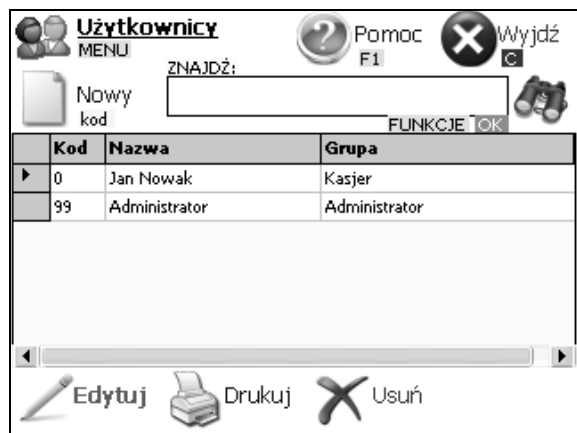 Użytkownicy
MENU
Pomoc
F1
Wyjdź
C
Nowy
kod
ZNAJDŹ:
FUNKCJE OK
Kod Nazwa Grupa
0 Jan Nowak Kasjer
99 Administrator Administrator
Edytuj Drukuj Usuń